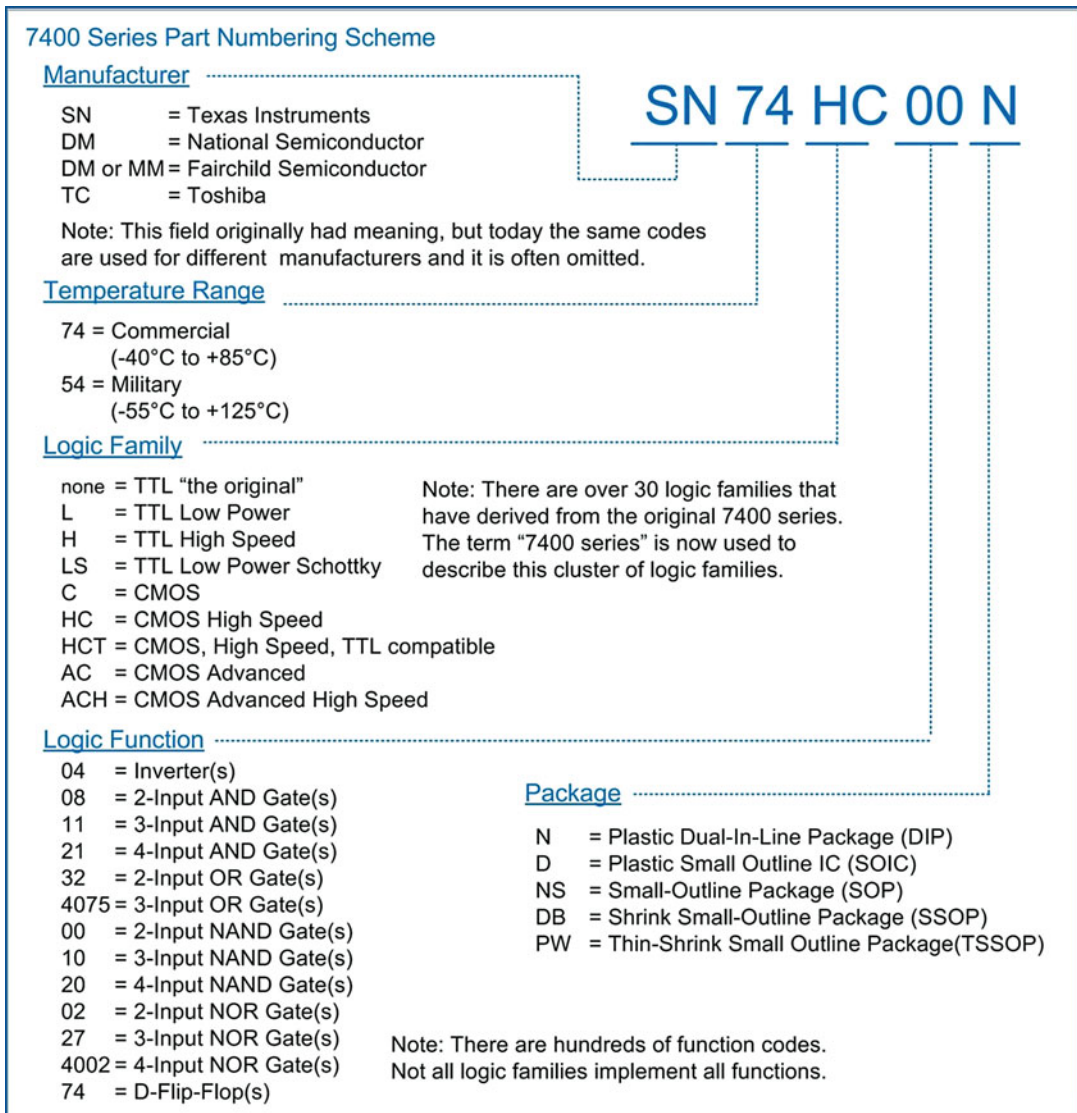 7400 Series Part Numbering Scheme
SN 74 HC 00 N
Manufacturer
SN = Texas Instruments
DM = National Semiconductor
DM or MM = Fairchild Semiconductor
TC = Toshiba
Note: This field originally had meaning, but today the same codes
are used for different manufacturers and it is often omitted.
Temperature Range
74 = Commercial
(-40°C to +85°C)
54 = Military
(-55°C to +125°C)
Logic Family
none = TTL “the original”
L = TTL Low Power
H = TTL High Speed
LS = TTL Low Power Schottky
C = CMOS
HC = CMOS High Speed
HCT = CMOS, High Speed, TTL compatible
AC = CMOS Advanced
ACH = CMOS Advanced High Speed
Note: There are over 30 logic families that
have derived from the original 7400 series.
The term “7400 series” is now used to
describe this cluster of logic families.
Logic Function
04 = Inverter(s)
08 = 2-Input AND Gate(s)
11 = 3-Input AND Gate(s)
21 = 4-Input AND Gate(s)
32 = 2-Input OR Gate(s)
4075 = 3-Input OR Gate(s)
00 = 2-Input NAND Gate(s)
10 = 3-Input NAND Gate(s)
20 = 4-Input NAND Gate(s)
02 = 2-Input NOR Gate(s)
27 = 3-Input NOR Gate(s)
4002 = 4-Input NOR Gate(s)
74 = D-Flip-Flop(s)
Package
N = Plastic Dual-In-Line Package (DIP)
D = Plastic Small Outline IC (SOIC)
NS = Small-Outline Package (SOP)
DB = Shrink Small-Outline Package (SSOP)
PW = Thin-Shrink Small Outline Package(TSSOP)
Note: There are hundreds of function codes.
Not all logic families implement all functions.